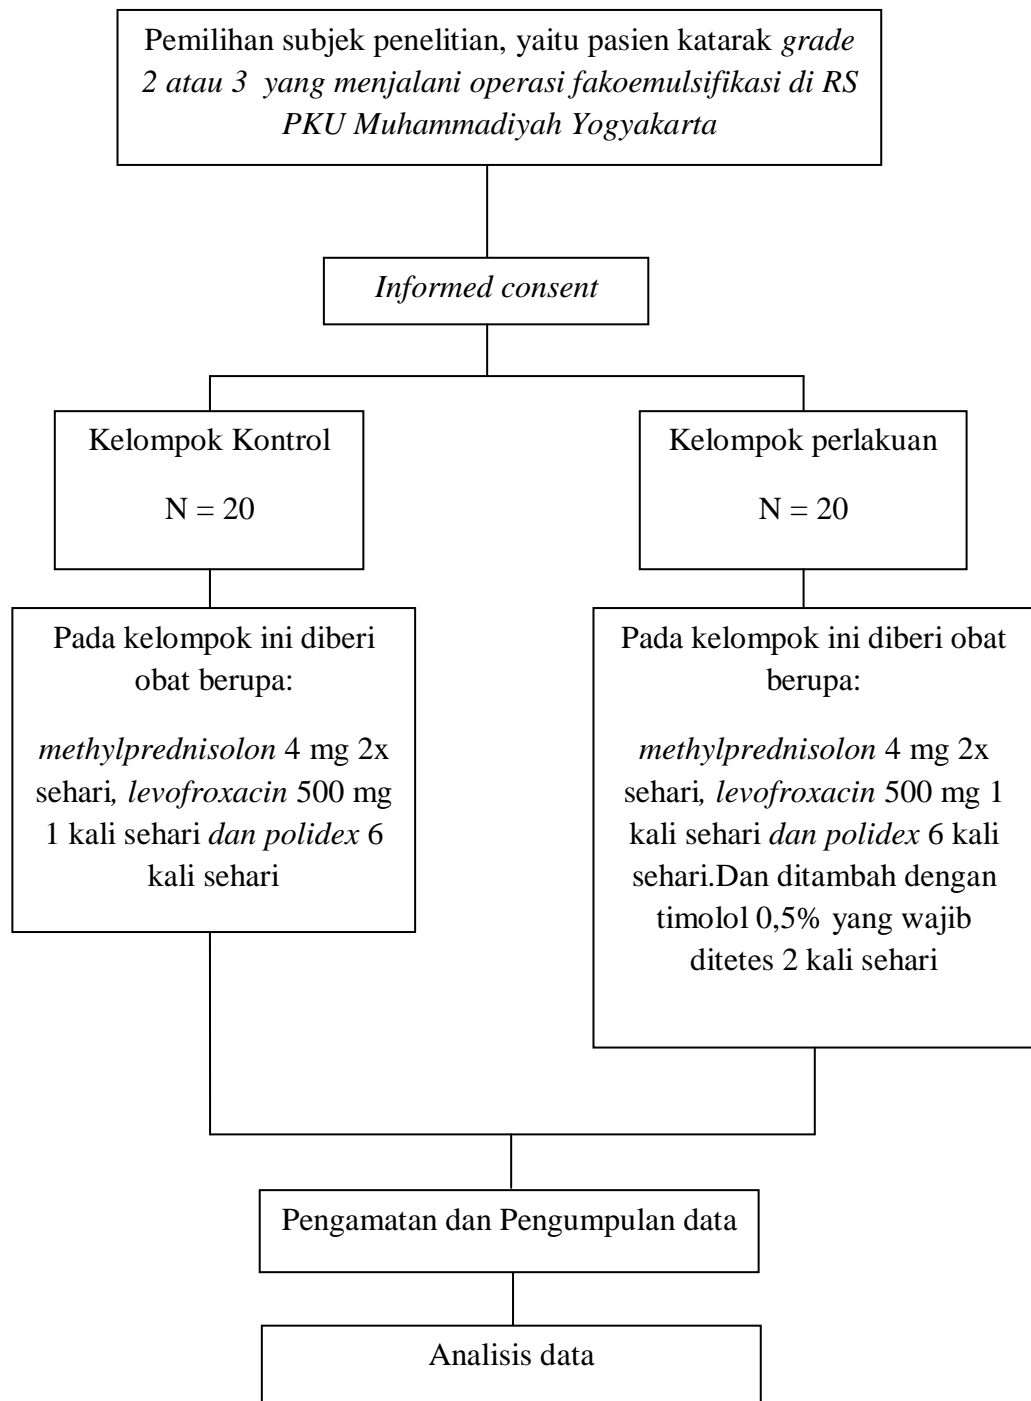 Pemilihan subjek penelitian, yaitu pasien katarak grade
2 atau 3 yang menjalani operasi fakoemulsifikasi di RS
PKU Muhammadiyah Yogyakarta
Informed consent
Kelompok Kontrol
N = 20
Kelompok perlakuan
N = 20
Pada kelompok ini diberi
obat berupa:
methylprednisolon 4 mg 2x
sehari, levofroxacin 500 mg
1 kali sehari dan polidex 6
kali sehari
Pada kelompok ini diberi obat
berupa:
methylprednisolon 4 mg 2x
sehari, levofroxacin 500 mg 1
kali sehari dan polidex 6 kali
sehari.Dan ditambah dengan
timolol 0,5% yang wajib
ditetes 2 kali sehari
Pengamatan dan Pengumpulan data
Analisis data